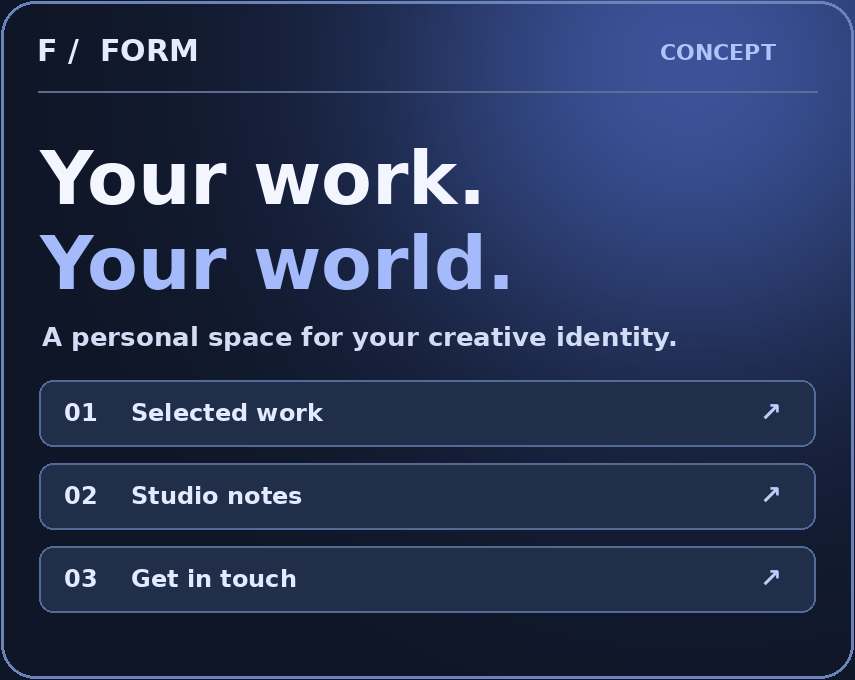 F / FORM
CONCEPT
Your work.
Your world.
A personal space for your creative identity.
01 Selected work ↗
02 Studio notes ↗
03 Get in touch ↗